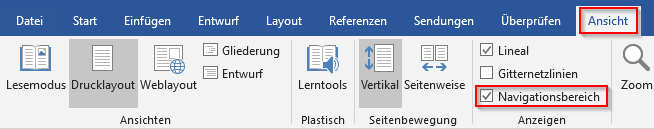 Datei Start Einfügen Entwurf Layout Referenzen Sendungen Überprüfen Ansicht
Lesemodus
Drucklayout
Weblayout
Gliederung
Entwurf
Ansichten
Lerntools
Plastisch
Vertikal
Seitenweise
Seitenbewegung
Lineal
Gitternetzlinien
Navigationsbereich
Anzeigen
Zoom